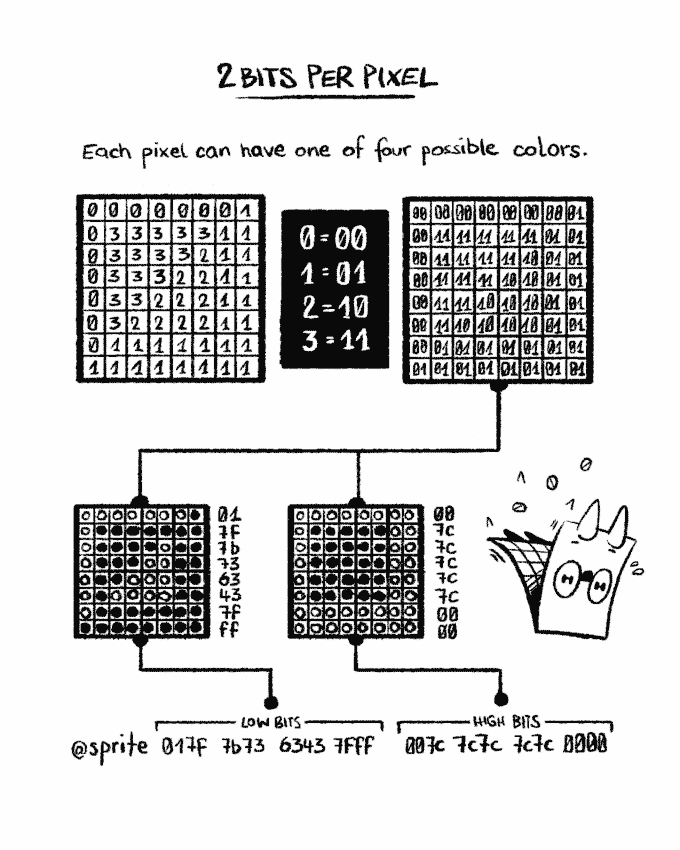 2 BITS PER PIXEL
Each pixel can have one of four possible colors.
0 0 0 0 0 0 0 1
0 3 3 3 3 3 1 1
0 3 3 3 3 2 1 1
0 3 3 3 2 2 1 1
0 3 3 2 2 2 1 1
0 3 2 2 2 2 1 1
0 1 1 1 1 1 1 1
1 1 1 1 1 1 1 1
0=00
1=01
2=10
3=11
00 00 00 00 00 00 00 01
00 11 11 11 11 11 01 01
00 11 11 11 11 10 01 01
00 11 11 11 10 10 01 01
00 11 11 10 10 10 01 01
00 11 10 10 10 10 01 01
00 01 01 01 01 01 01 01
01 01 01 01 01 01 01 01
01
7f
7b
73
63
43
7f
ff
00
7c
7c
7c
7c
7c
00
00
LOW BITS
HIGH BITS
@sprite 017f 7b73 6343 7fff 007c 7c7c 7c7c 0000